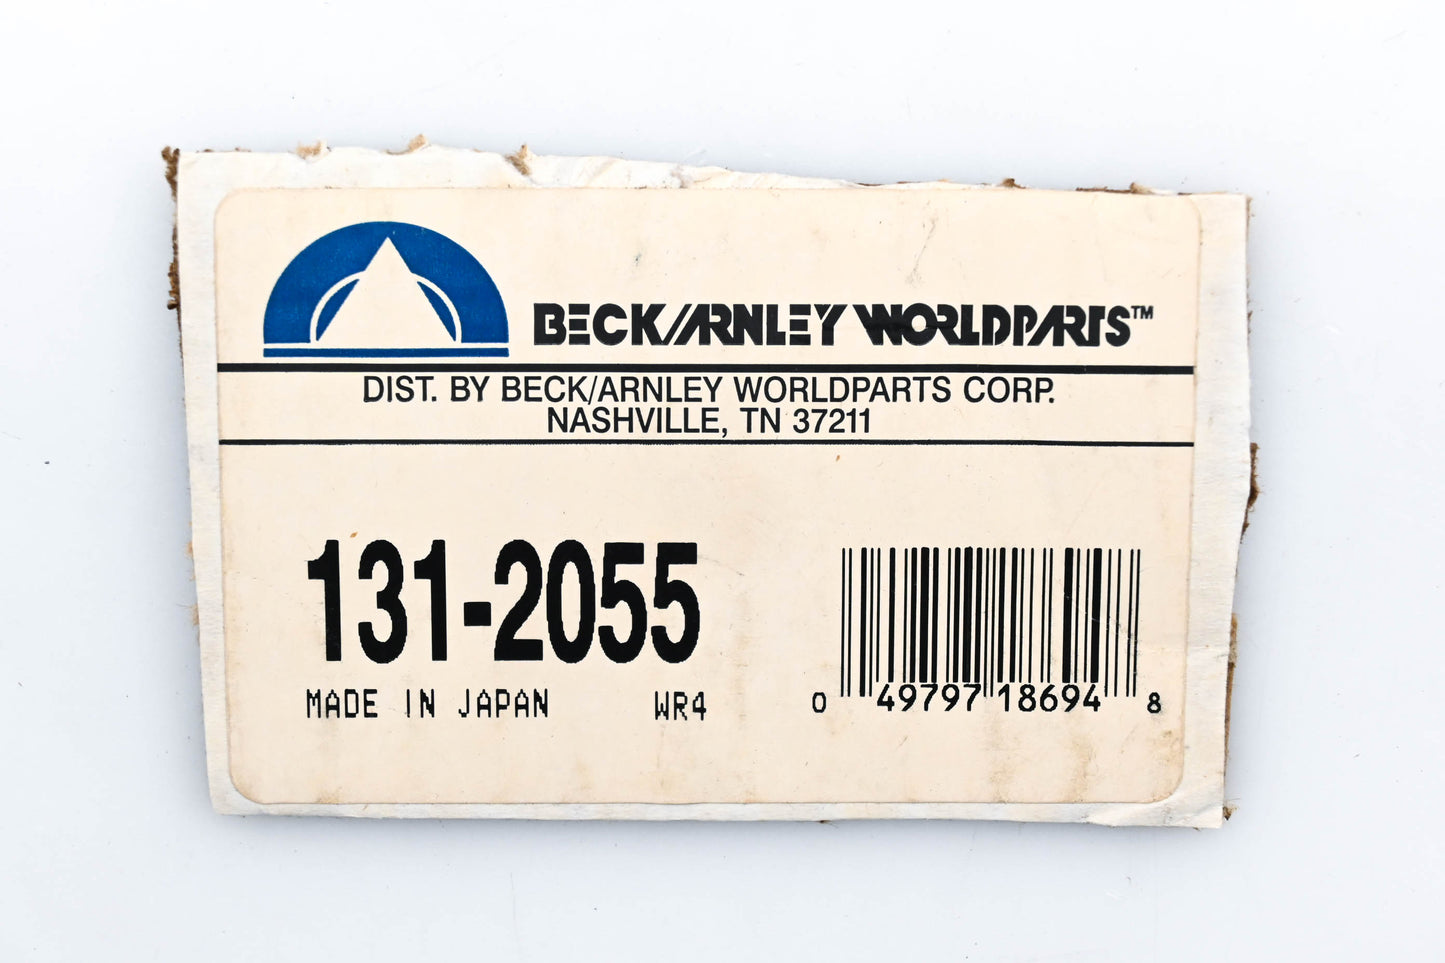 BECK/ARNLEY WORLDPARTS™
DIST. BY BECK/ARNLEY WORLDPARTS CORP.
NASHVILLE, TN 37211
131-2055
MADE IN JAPAN WR4
0 49797 18694 8